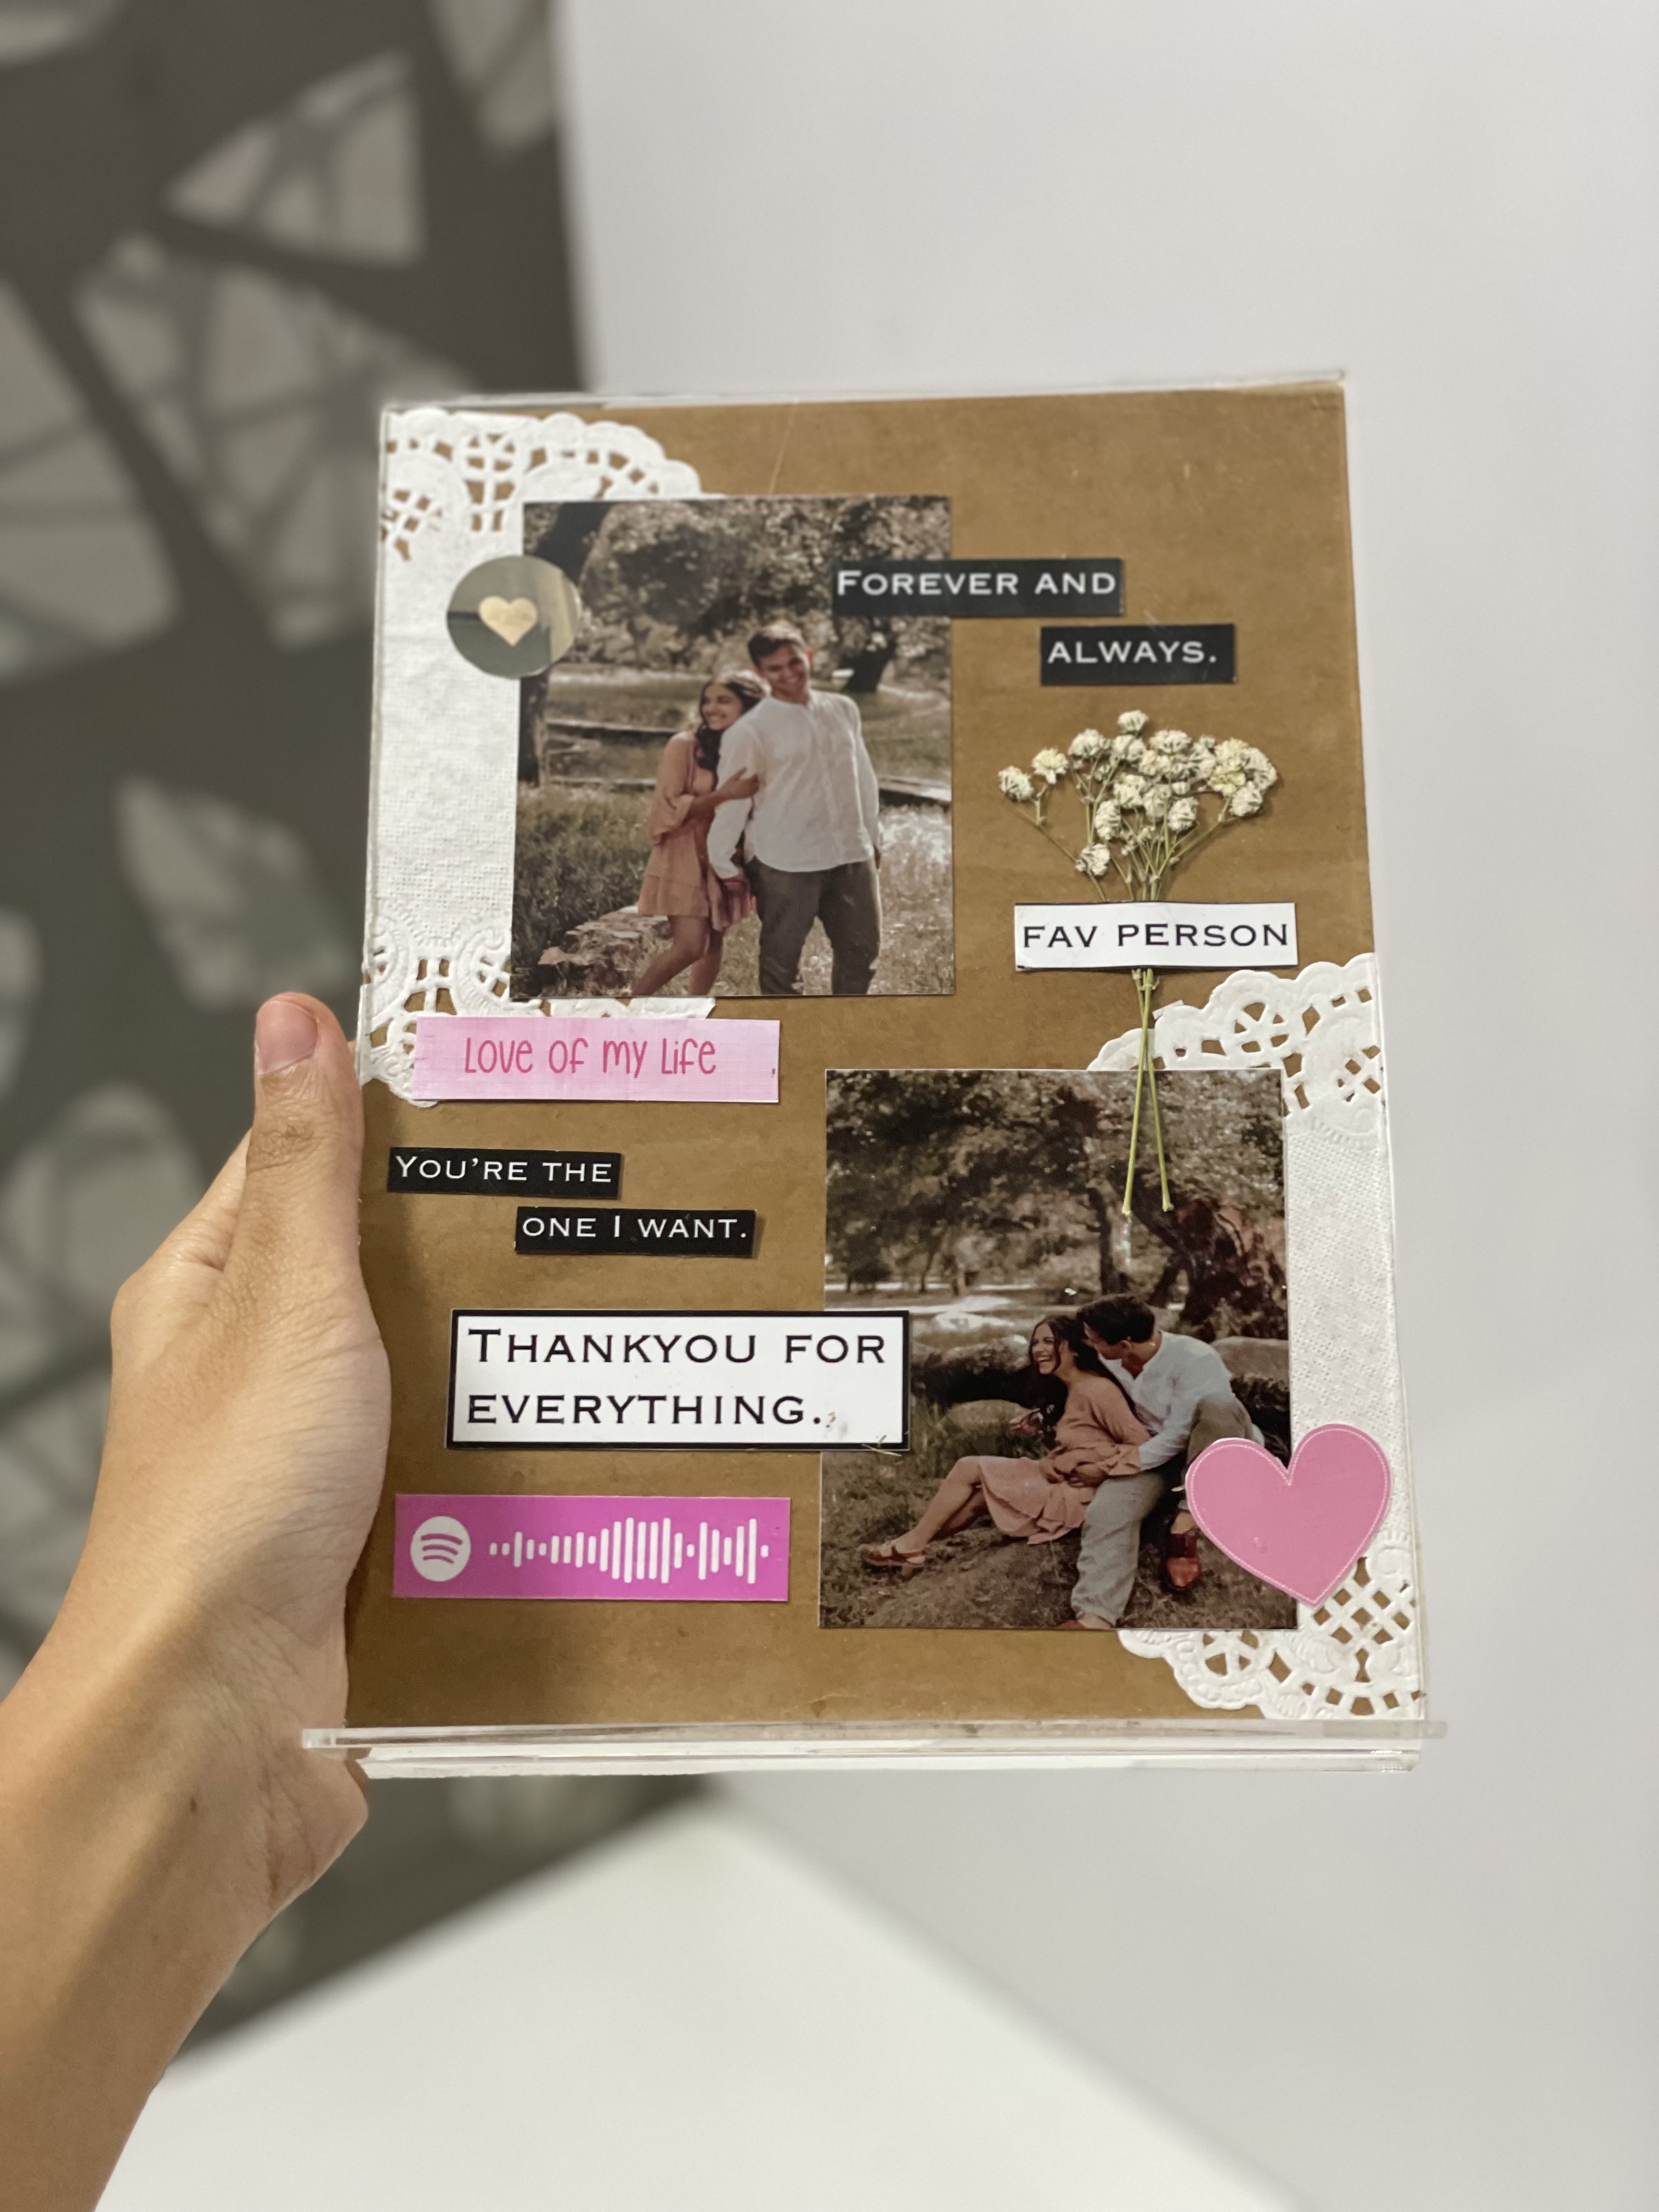 FOREVER AND
ALWAYS.
FAV PERSON
LOVE OF MY LIFE
YOU'RE THE
ONE I WANT.
THANKYOU FOR
EVERYTHING.